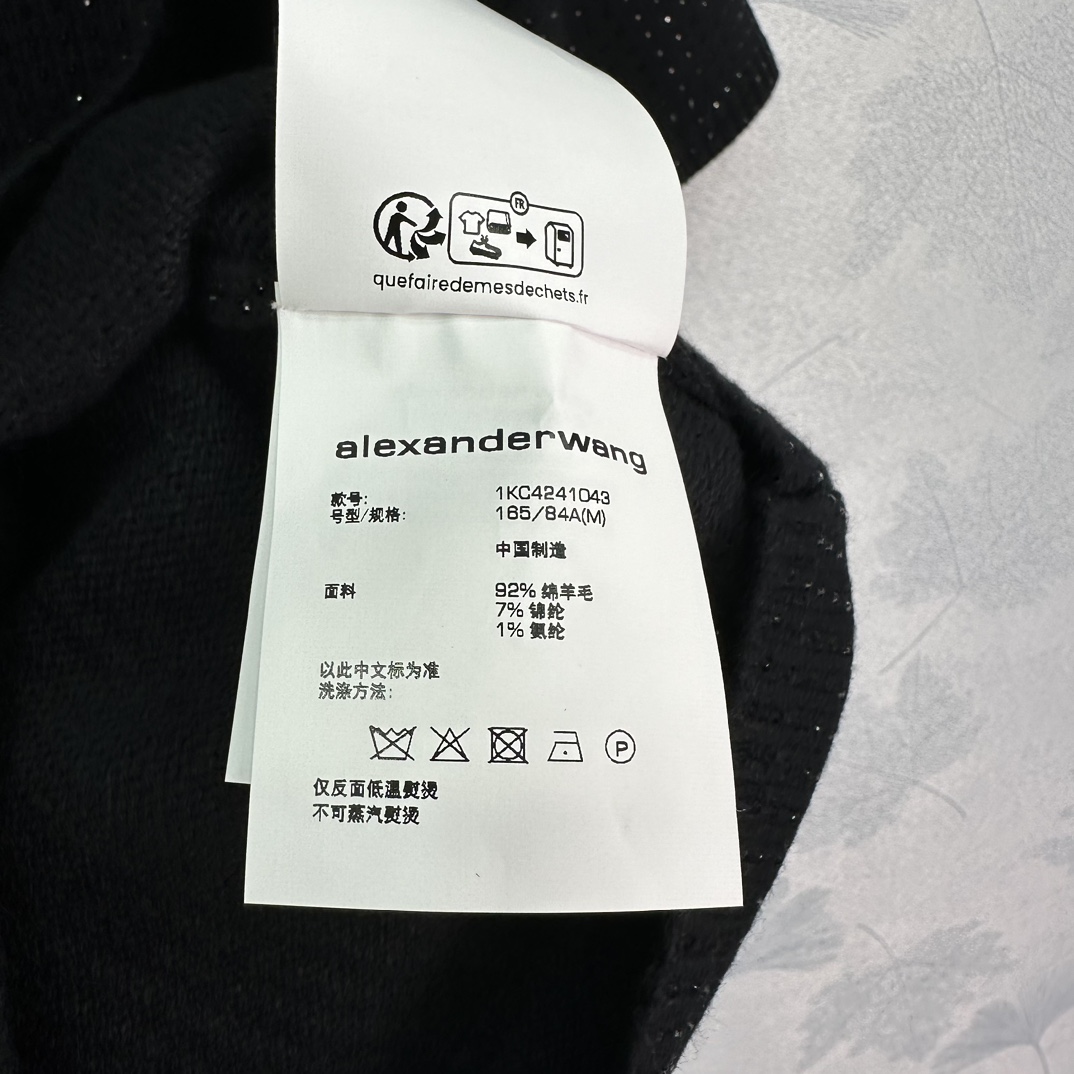 FR
quefairedemesdechets.fr
alexanderwang
款号: 1KC4241043
号型/规格: 165/84A(M)
中国制造
面料 92% 绵羊毛
7% 锦纶
1% 氨纶
以此中文标为准
洗涤方法:
P
仅反面低温熨烫
不可蒸汽熨烫